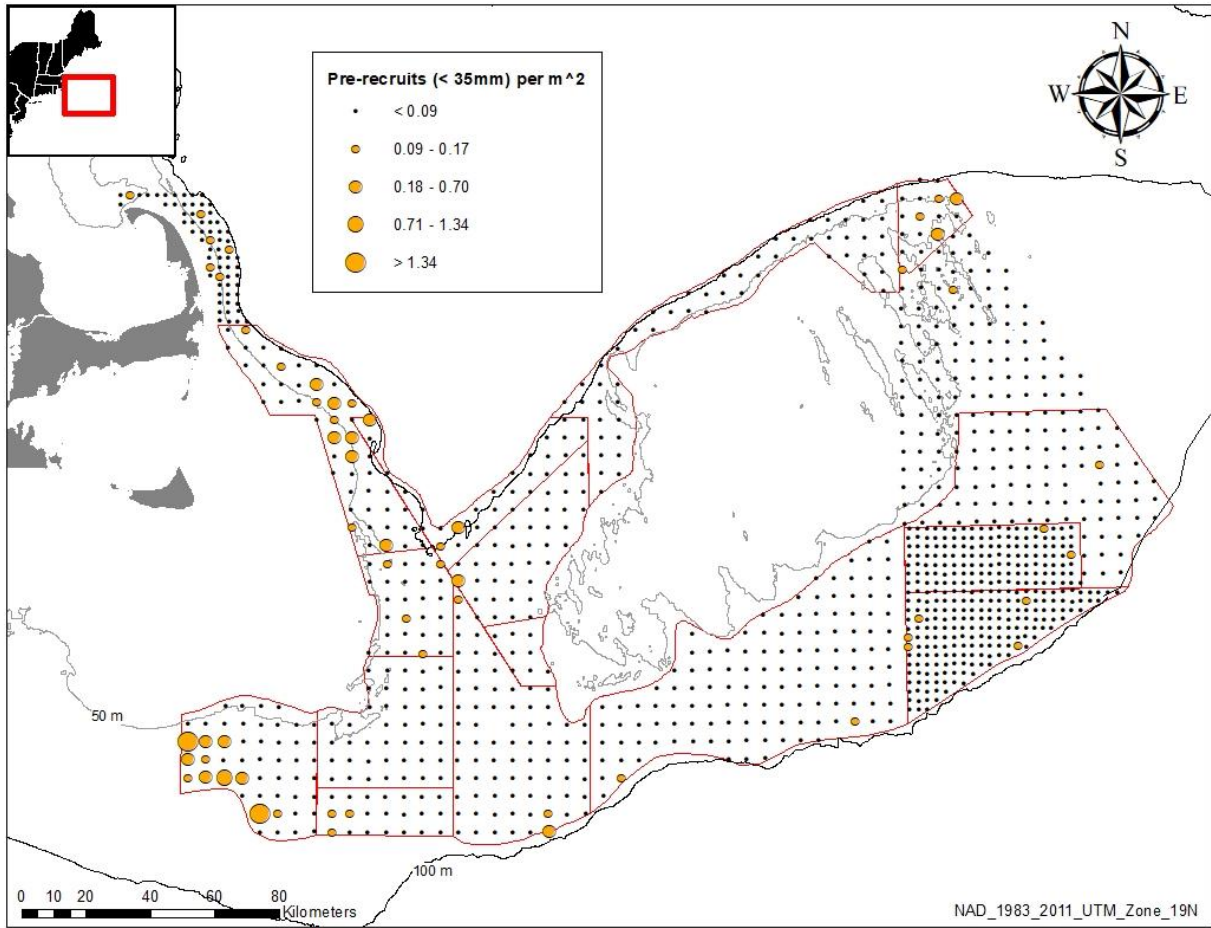 Pre-recruits (< 35mm) per m^2
< 0.09
0.09 - 0.17
0.18 - 0.70
0.71 - 1.34
> 1.34
N
W E
S
50 m
100 m
0 10 20 40 60 80
Kilometers
NAD_1983_2011_UTM_Zone_19N